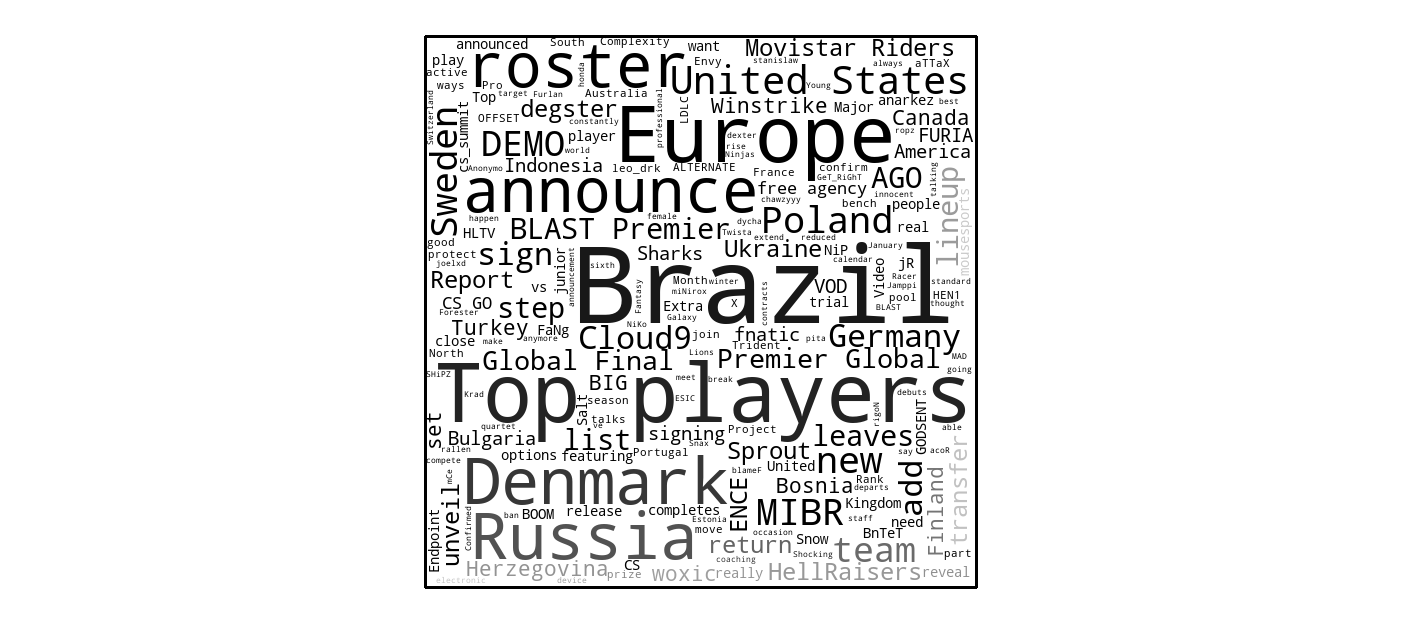 announced South Complexity want Movistar Riders
play roster Envy stanislaw always aTTaX
active honda United States
ways Pro Young
Top target Furlan Australia professional LDLC Winstrike Major anarkez best
Switzerland cs_summit OFFSET degster constantly Europe Canada
Sweden DEMO player dexter ropz FURIA
world rise Ninjas America
Anonymo Indonesia leo_drk ALTERNATE France confirm AGO talking lineup
announce free agency GeT_RiGhT innocent mousesports
chawzyyy bench people
happen female dycha Poland real
HLTV BLAST Premier Twista extend reduced
good sign Sharks Ukraine NiP January
protect junior calendar
joelxd announcement sixth Brazil Video jR
Report vs Fantasy Month winter VOD Racer standard
miNirox Jamppi
CS GO step Extra X contracts trial pool HEN1
Forester Galaxy BLAST thought
Turkey FaNg NiKo Cloud9 join fnatic pita Germany
close make anymore Trident
North Global Final Lions Premier Global MAD
SHiPZ Top players going
BIG meet break
Krad Salt season ESIC debuts
set quartet talks rigoN GODSENT able
ve signing Project leaves
Bulgaria list Snax
rallen options featuring Portugal Sprout say acoR transfer
compete mCe Denmark blameF United new add Finland
unveil ENCE Bosnia Rank departs
Endpoint Confirmed ban BOOM release completes MIBR Kingdom
Estonia staff need
Russia move occasion Snow BnTeT
return Shocking team part
coaching
Herzegovina CS woxic really HellRaisers reveal
electronic device prize